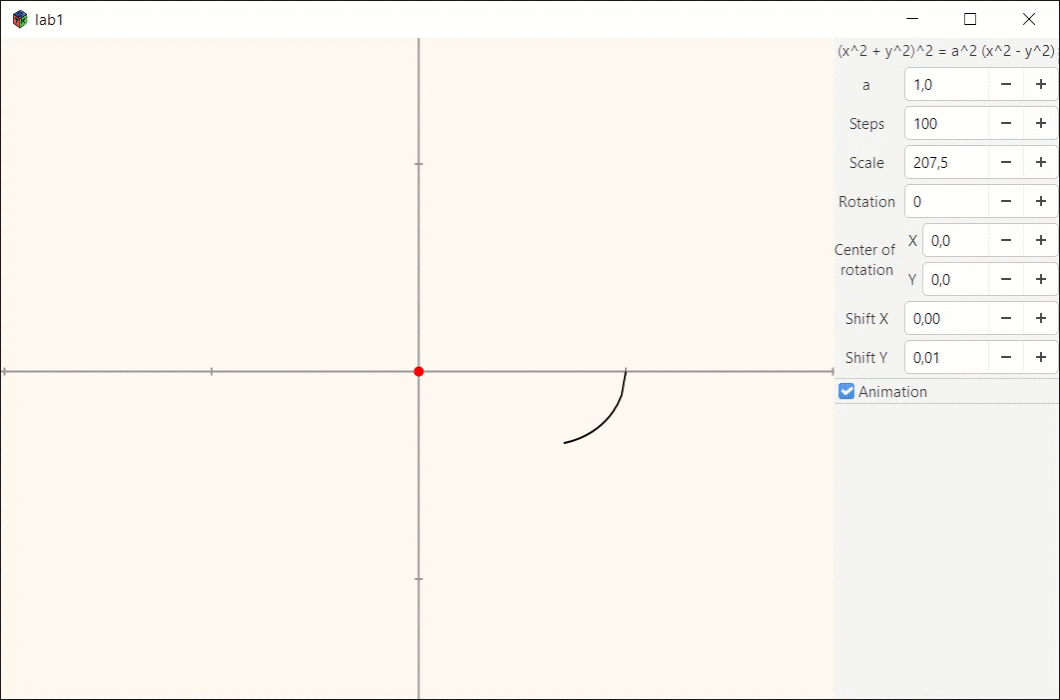 lab1
(x^2 + y^2)^2 = a^2 (x^2 - y^2)
a 1,0 − +
Steps 100 − +
Scale 207,5 − +
Rotation 0 − +
Center of rotation
X 0,0 − +
Y 0,0 − +
Shift X 0,00 − +
Shift Y 0,01 − +
Animation